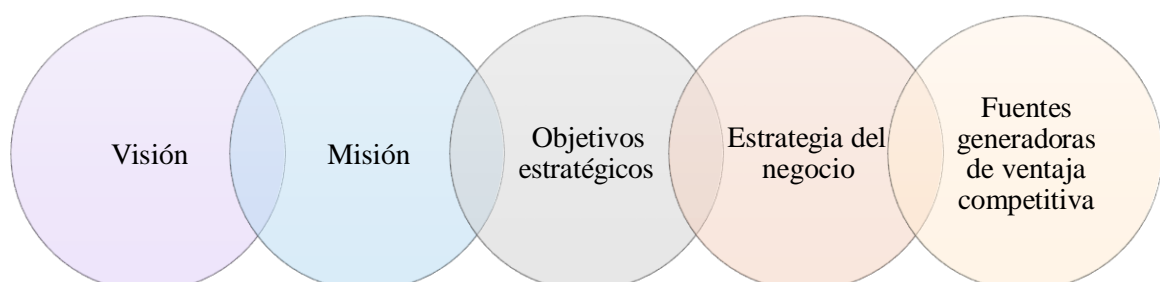 Visión
Misión
Objetivos
estratégicos
Estrategia del
negocio
Fuentes
generadoras
de ventaja
competitiva